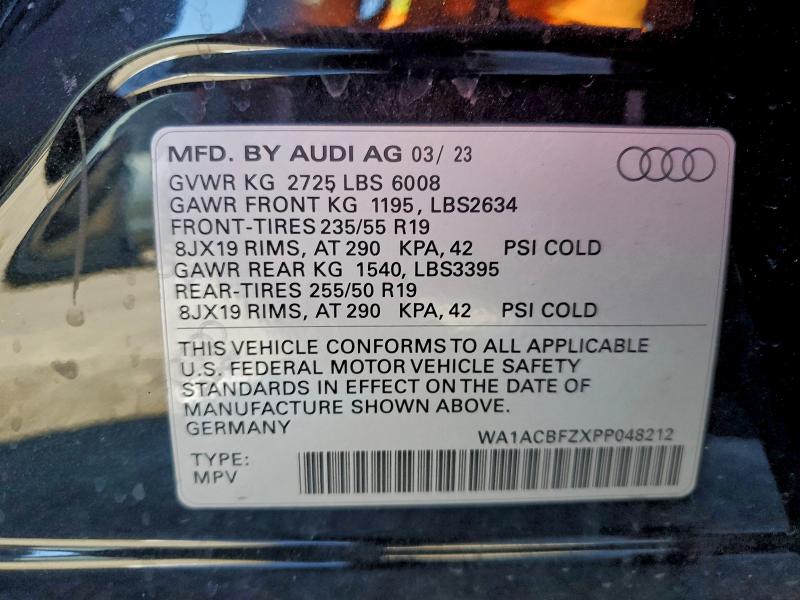 MFD. BY AUDI AG 03/ 23
GVWR KG 2725 LBS 6008
GAWR FRONT KG 1195, LBS2634
FRONT-TIRES 235/55 R19
8JX19 RIMS, AT 290 KPA, 42 PSI COLD
GAWR REAR KG 1540, LBS3395
REAR-TIRES 255/50 R19
8JX19 RIMS, AT 290 KPA, 42 PSI COLD
THIS VEHICLE CONFORMS TO ALL APPLICABLE
U.S. FEDERAL MOTOR VEHICLE SAFETY
STANDARDS IN EFFECT ON THE DATE OF
MANUFACTURE SHOWN ABOVE.
GERMANY
WA1ACBFZXPP048212
TYPE:
MPV